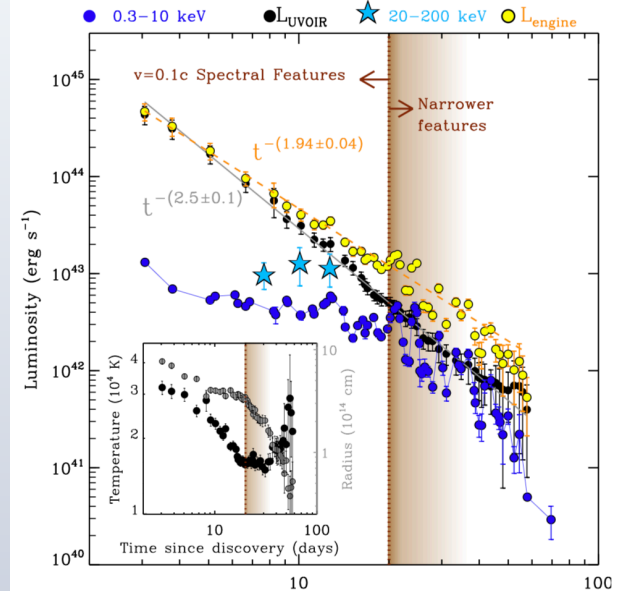 0.3-10 keV L_UVOIR 20-200 keV L_engine
10^45
v=0.1c Spectral Features
Narrower
features
t^-(1.94±0.04)
10^44
t^-(2.5±0.1)
Luminosity (erg s^-1)
10^43
10^42
10^41
10^40
Temperature (10^4 K)
4
3
2
1
10
1
Radius (10^14 cm)
10 100
Time since discovery (days)
10 100